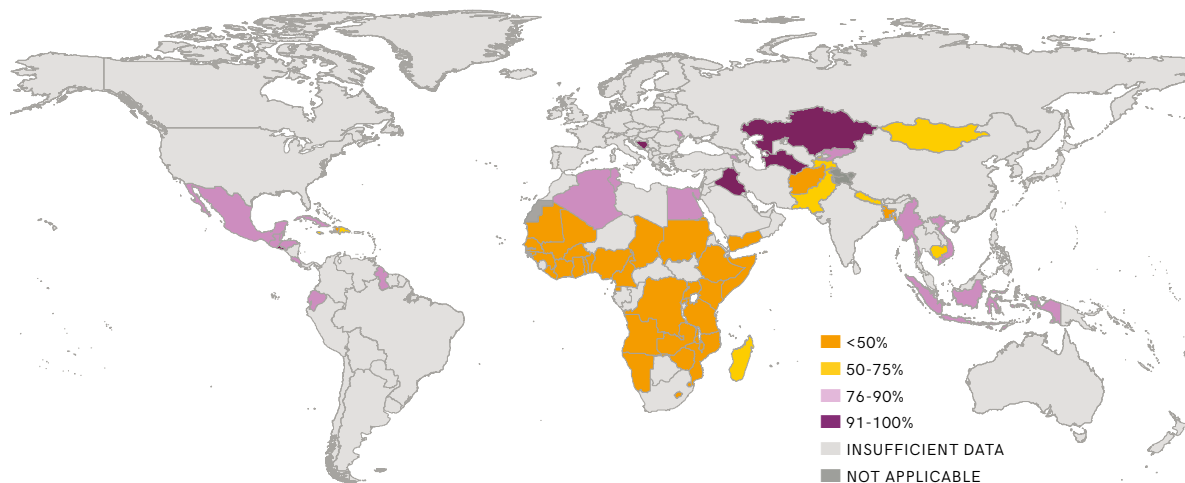 <50%
50-75%
76-90%
91-100%
INSUFFICIENT DATA
NOT APPLICABLE